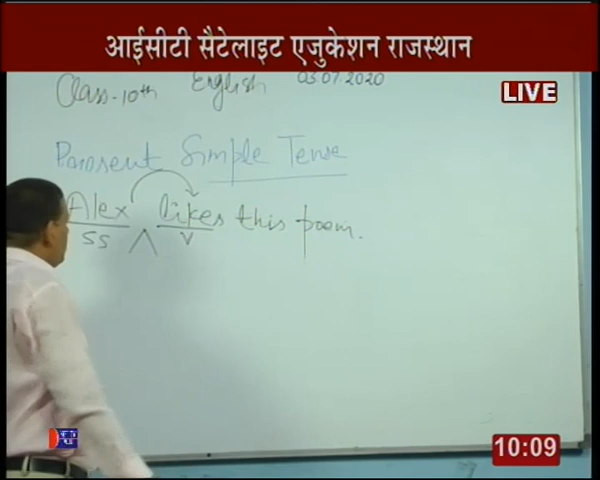 आईसीटी सैटेलाइट एजुकेशन राजस्थान
Class-10th English 03.07.2020
LIVE
Pamsent Simple Tense
Alex likes this poem.
SS V
10:09